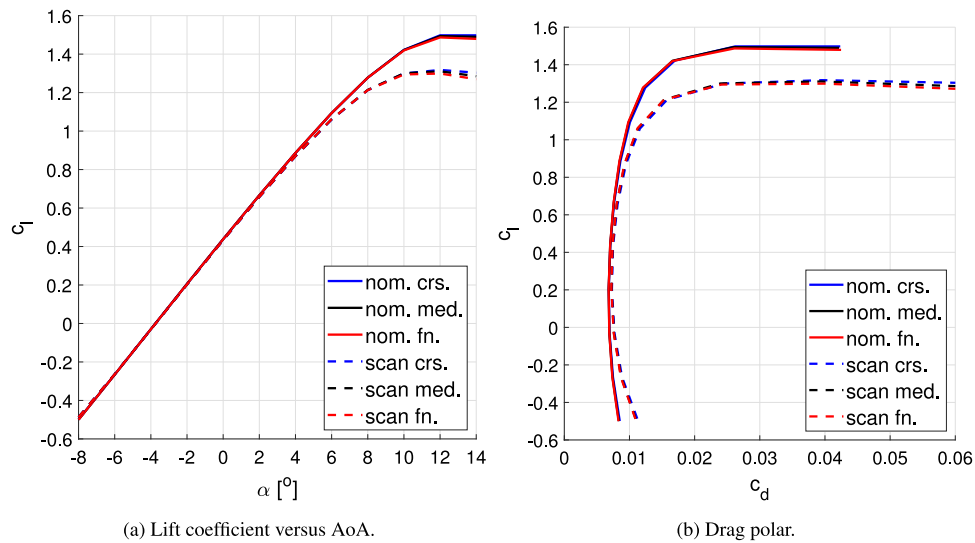 1.6
1.4
1.2
1
0.8
0.6
0.4
0.2
0
-0.2
-0.4
-0.6
c_l
-8 -6 -4 -2 0 2 4 6 8 10 12 14
α [°]
nom. crs.
nom. med.
nom. fn.
scan crs.
scan med.
scan fn.
(a) Lift coefficient versus AoA.
1.6
1.4
1.2
1
0.8
0.6
0.4
0.2
0
-0.2
-0.4
-0.6
c_l
0 0.01 0.02 0.03 0.04 0.05 0.06
c_d
nom. crs.
nom. med.
nom. fn.
scan crs.
scan med.
scan fn.
(b) Drag polar.